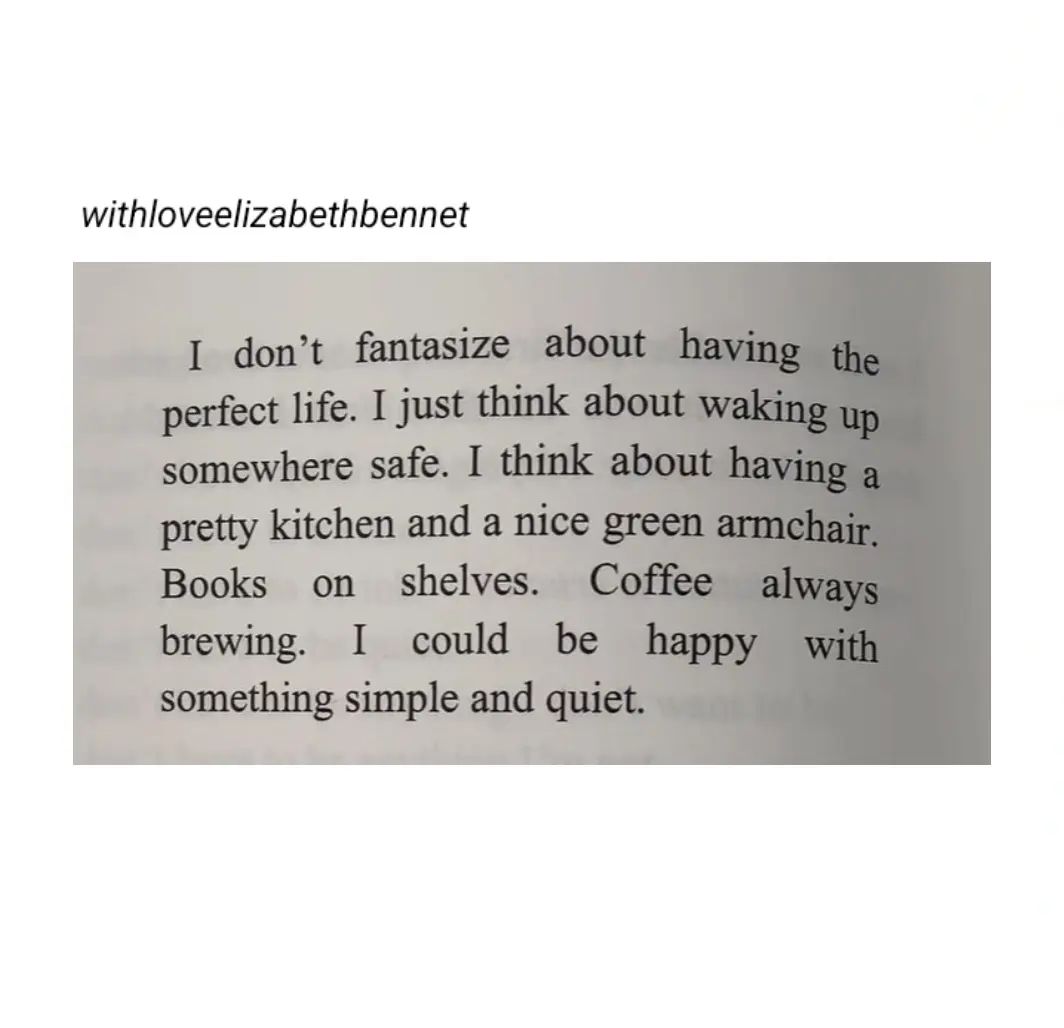 withloveelizabethbennet
I don’t fantasize about having the
perfect life. I just think about waking up
somewhere safe. I think about having a
pretty kitchen and a nice green armchair.
Books on shelves. Coffee always
brewing. I could be happy with
something simple and quiet.